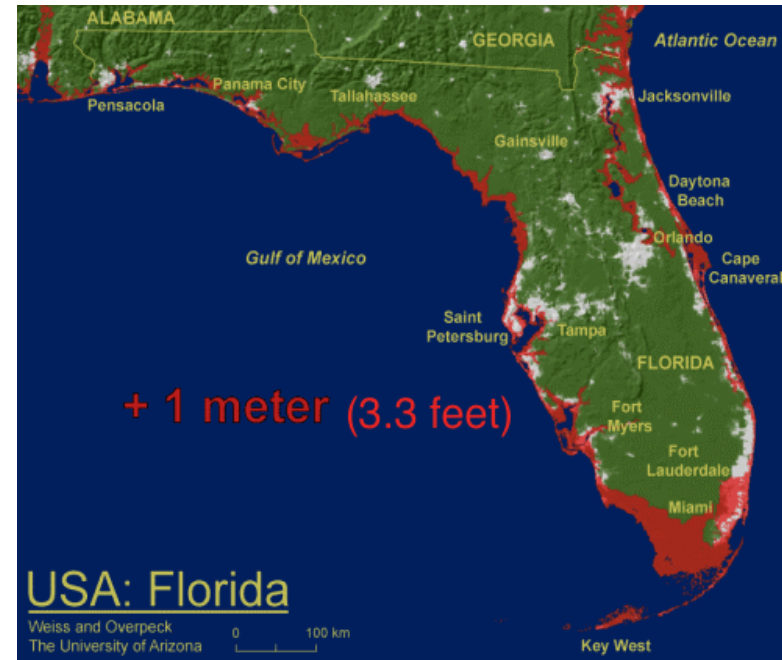 ALABAMA
GEORGIA
Atlantic Ocean
Panama City
Tallahassee
Pensacola
Jacksonville
Gainsville
Daytona
Beach
Orlando
Gulf of Mexico
Cape
Canaveral
Saint
Petersburg
Tampa
FLORIDA
+ 1 meter (3.3 feet)
Fort
Myers
Fort
Lauderdale
Miami
USA: Florida
Weiss and Overpeck
The University of Arizona
0 100 km
Key West